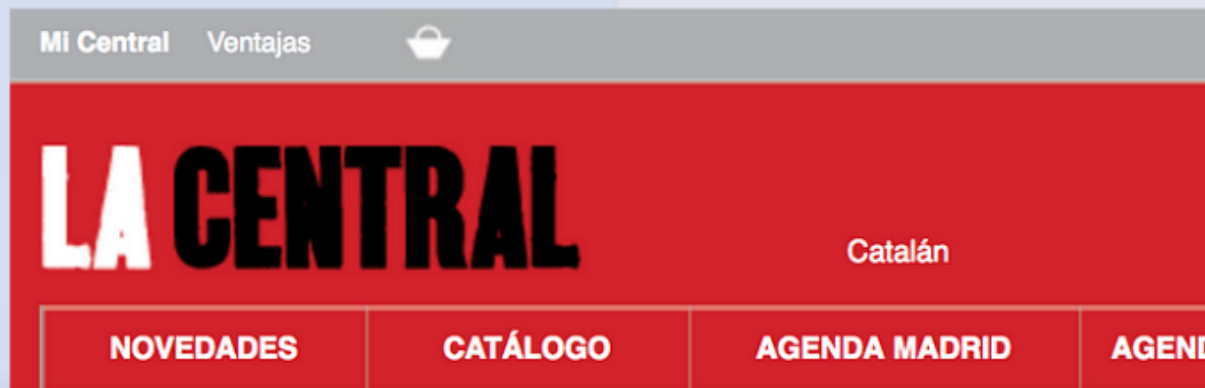 Mi Central Ventajas
LA CENTRAL
Catalán
NOVEDADES CATÁLOGO AGENDA MADRID